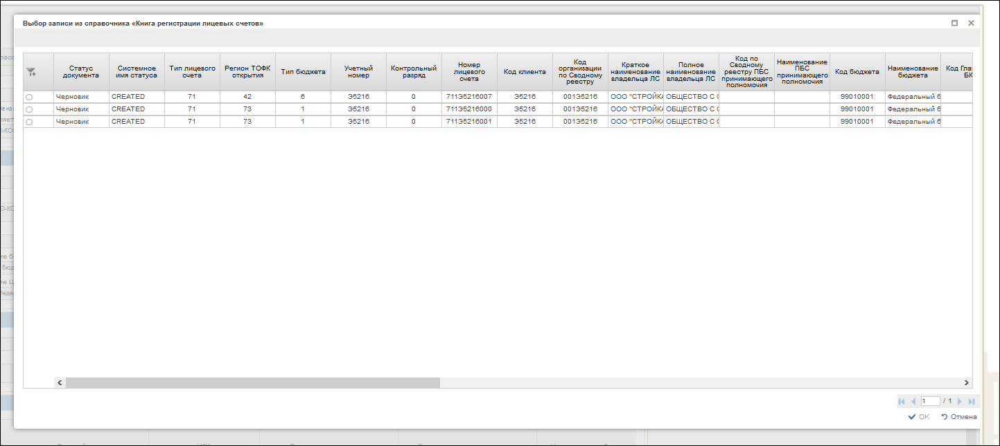 Выбор записи из справочника «Книга регистрации лицевых счетов»
Статус документа
Системное имя статуса
Тип лицевого счета
Регион ТОФК открытия
Тип бюджета
Учетный номер
Контрольный разряд
Номер лицевого счета
Код клиента
Код организации по Сводному реестру
Краткое наименование владельца ЛС
Полное наименование владельца ЛС
Код по Сводному реестру ПБС принимающего полномочия
Наименование ПБС принимающего полномочия
Код бюджета
Наименование бюджета
Код Гла
БК
Черновик CREATED 71 42 6 Э5216 0 711Э5216007 Э5216 001Э5216 ООО "СТРОЙКА ОБЩЕСТВО С О 99010001 Федеральный б
Черновик CREATED 71 73 1 Э5216 0 711Э5216000 Э5216 001Э5216 ООО "СТРОЙКА ОБЩЕСТВО С О 99010001 Федеральный б
Черновик CREATED 71 73 1 Э5216 0 711Э5216001 Э5216 001Э5216 ООО "СТРОЙКА ОБЩЕСТВО С О 99010001 Федеральный б
1 / 1
OK Отмена